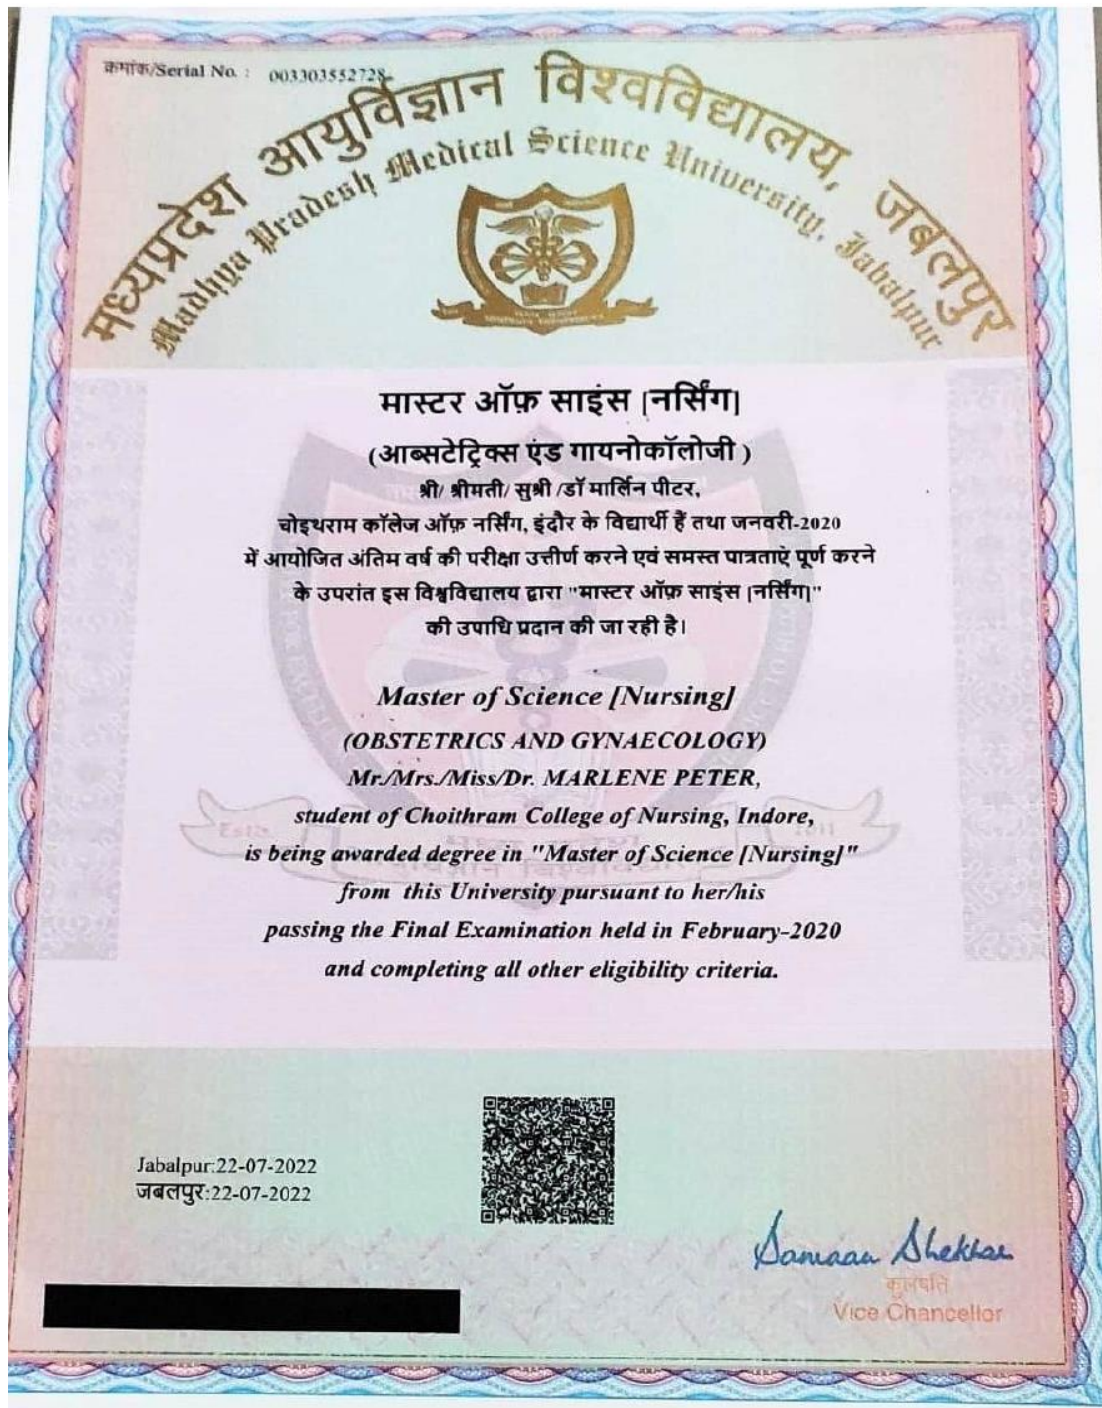 कमांक/Serial No. : 003303552728
मध्यप्रदेश आयुर्विज्ञान विश्वविद्यालय, जबलपुर
Madhya Pradesh Medical Science University, Jabalpur
मास्टर ऑफ़ साइंस [नर्सिंग]
(आब्सटेट्रिक्स एंड गायनोकॉलोजी )
श्री/ श्रीमती/ सुश्री /डॉ मार्लिन पीटर,
चोइथराम कॉलेज ऑफ़ नर्सिंग, इंदौर के विद्यार्थी हैं तथा जनवरी-2020
में आयोजित अंतिम वर्ष की परीक्षा उत्तीर्ण करने एवं समस्त पात्रताएं पूर्ण करने
के उपरांत इस विश्वविद्यालय द्वारा "मास्टर ऑफ़ साइंस [नर्सिंग]"
की उपाधि प्रदान की जा रही है।
Master of Science [Nursing]
(OBSTETRICS AND GYNAECOLOGY)
Mr./Mrs./Miss/Dr. MARLENE PETER,
student of Choithram College of Nursing, Indore,
is being awarded degree in "Master of Science [Nursing]"
from this University pursuant to her/his
passing the Final Examination held in February-2020
and completing all other eligibility criteria.
Jabalpur:22-07-2022
जबलपुर:22-07-2022
कुलपति
Vice Chancellor